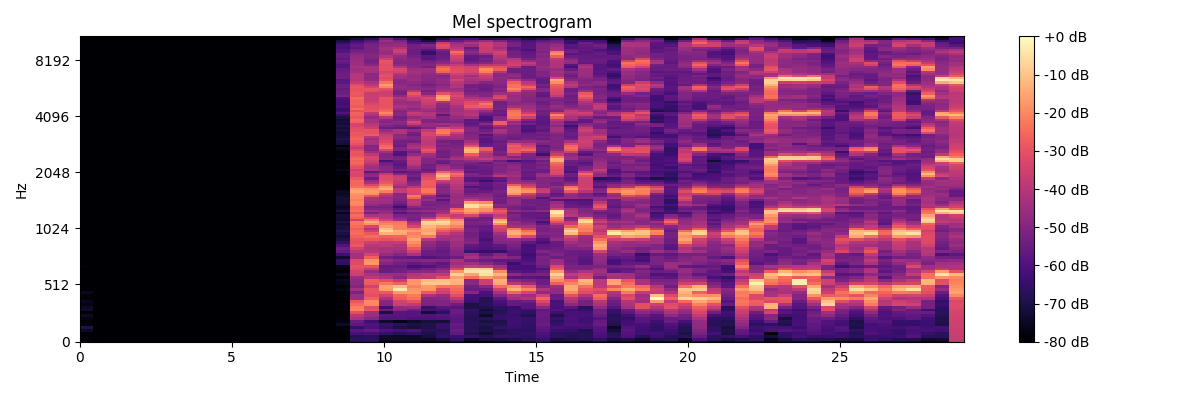 Mel spectrogram
8192
4096
2048
1024
512
0
Hz
0 5 10 15 20 25
Time
+0 dB
-10 dB
-20 dB
-30 dB
-40 dB
-50 dB
-60 dB
-70 dB
-80 dB